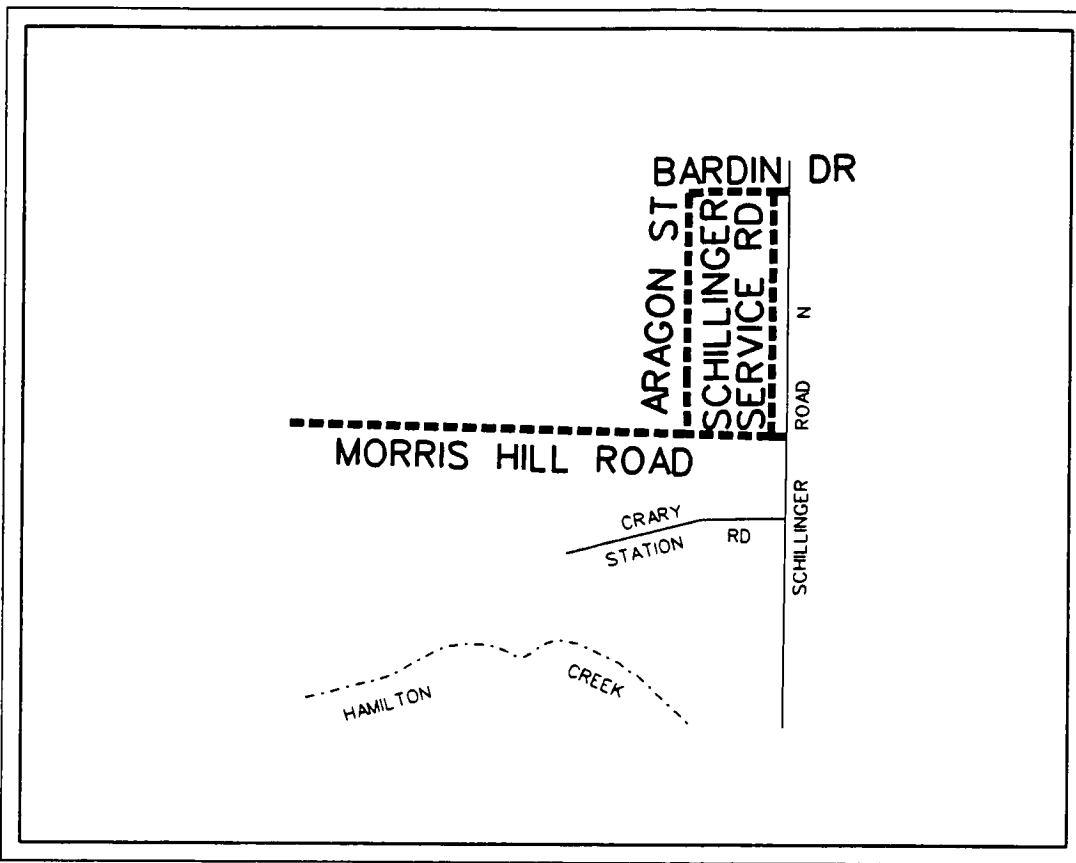 BARDIN DR
ARAGON ST
SCHILLINGER
SERVICE RD
SCHILLINGER ROAD N
MORRIS HILL ROAD
CRARY
STATION RD
HAMILTON CREEK